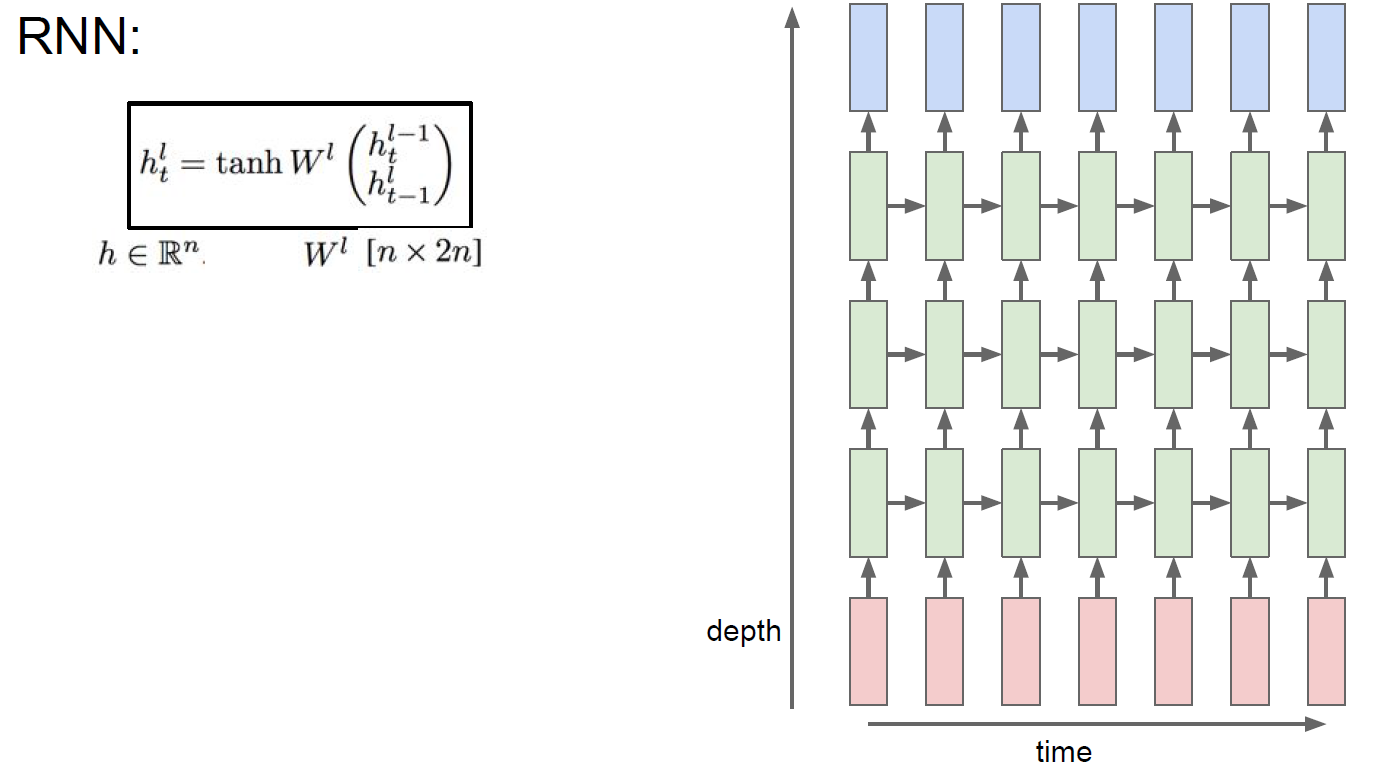 RNN:
h_t^l = tanh W^l (h_t^{l-1}
h_{t-1}^l)
h ∈ ℝ^n. W^l [n × 2n]
depth
time